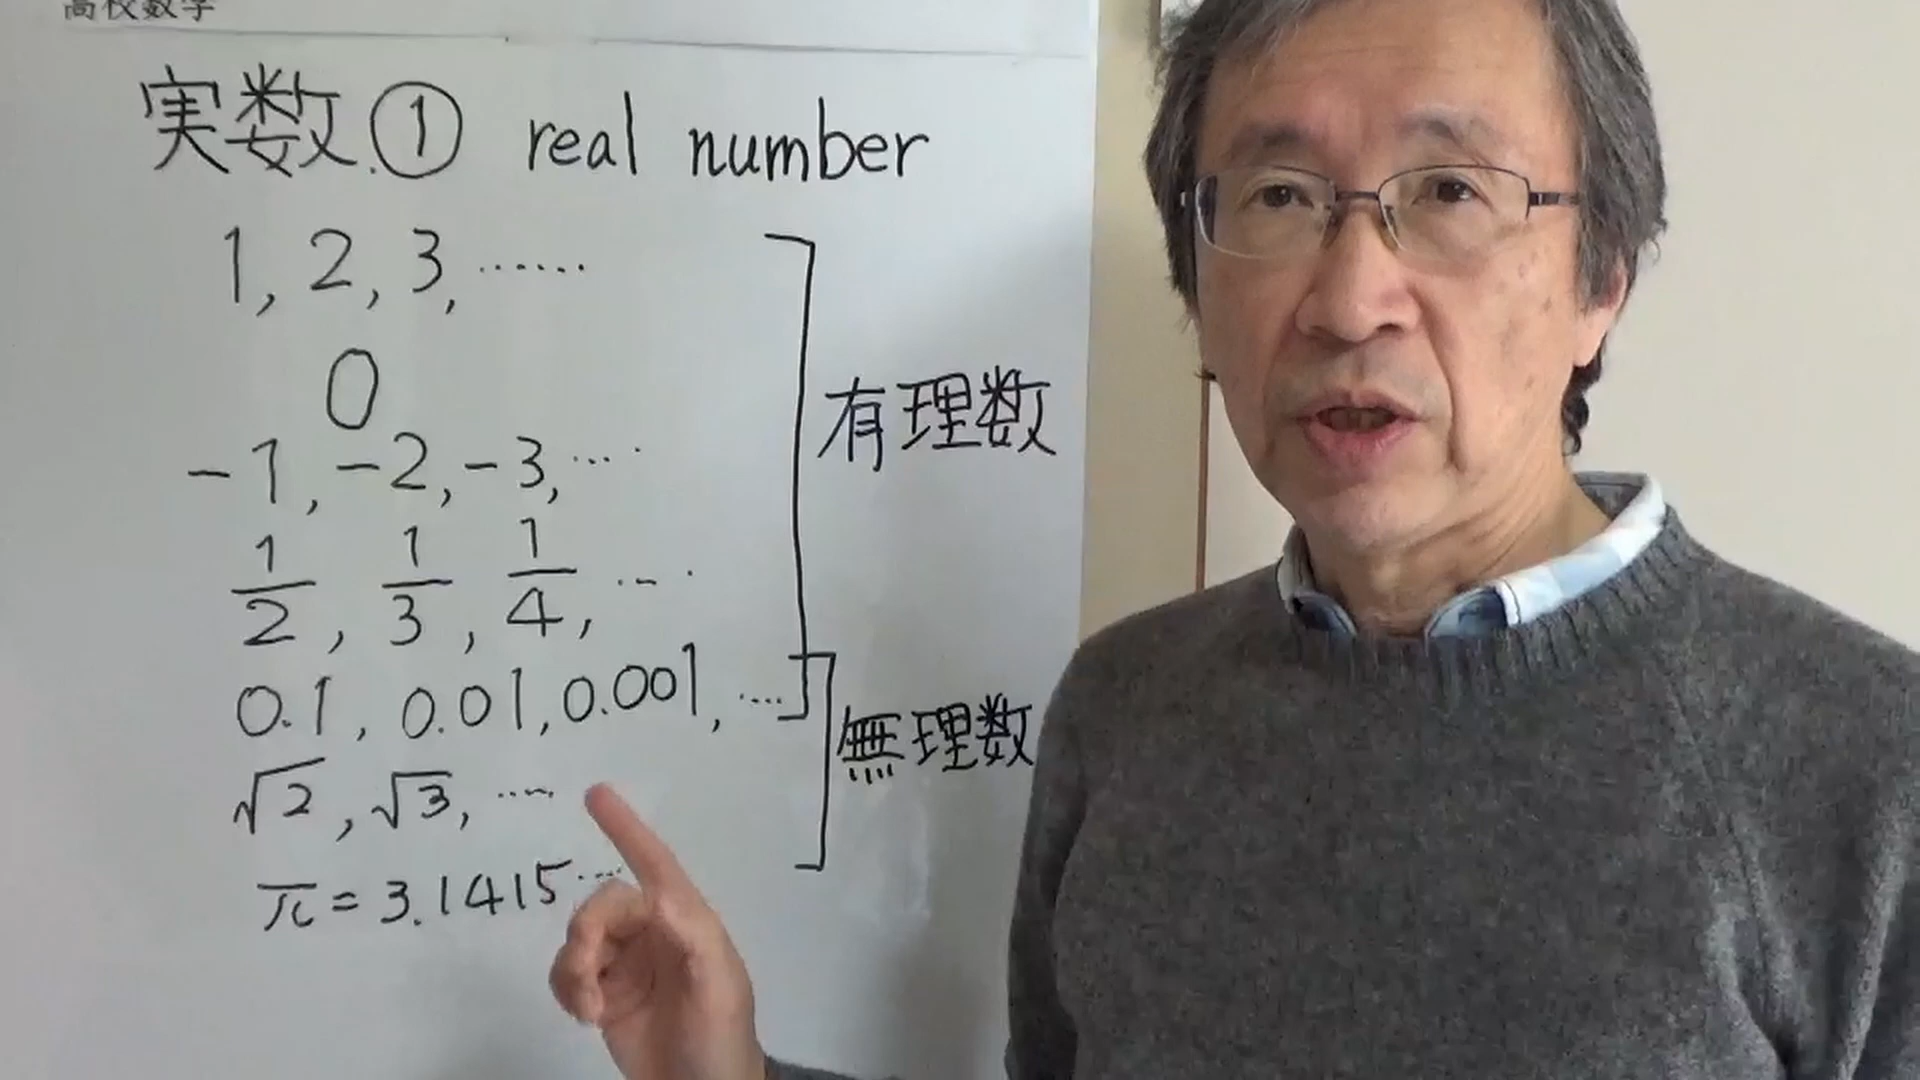 高校数学
実数① real number
1, 2, 3, ......
0
有理数
-1, -2, -3, ....
1/2, 1/3, 1/4, ....
0.1, 0.01, 0.001, ....
無理数
√2, √3, ....
π = 3.1415....